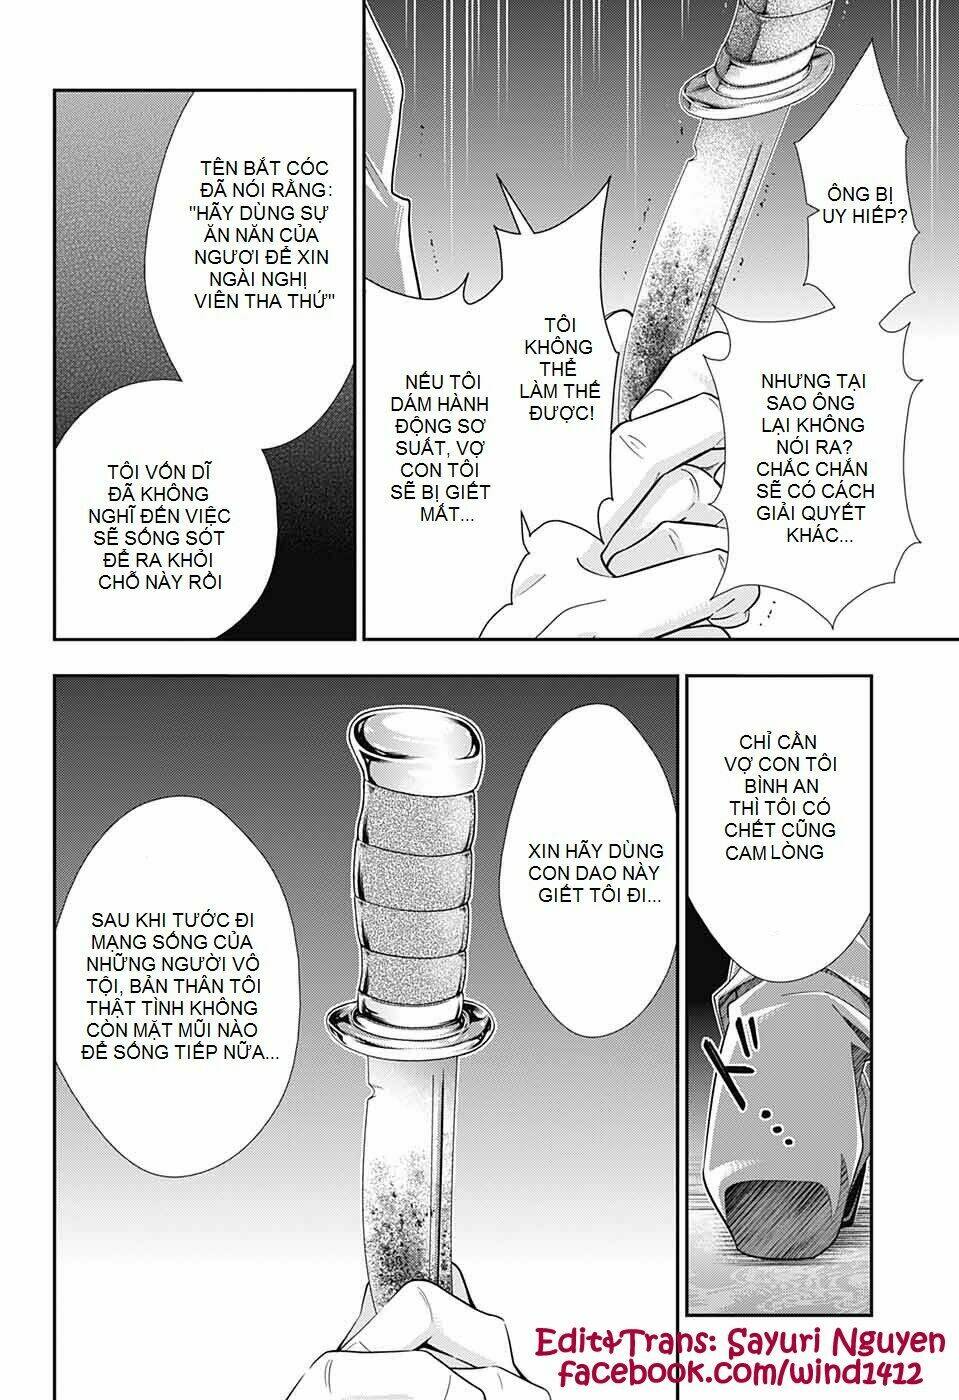 ÔNG BỊ
UY HIẾP?
NHƯNG TẠI
SAO ÔNG
LẠI KHÔNG
NÓI RA?
CHẮC CHẮN
SẼ CÓ CÁCH
GIẢI QUYẾT
KHÁC...
TÔI
KHÔNG
THỂ
LÀM THẾ
ĐƯỢC!
NẾU TÔI
DÁM HÀNH
ĐỘNG SƠ
SUẤT, VỢ
CON TÔI
SẼ BỊ GIẾT
MẤT...
TÊN BẮT CÓC
ĐÃ NÓI RẰNG:
"HÃY DÙNG SỰ
ĂN NĂN CỦA
NGƯƠI ĐỂ XIN
NGÀI NGHỊ
VIÊN THA THỨ"
TÔI VỐN DĨ
ĐÃ KHÔNG
NGHĨ ĐẾN VIỆC
SẼ SỐNG SÓT
ĐỂ RA KHỎI
CHỖ NÀY RỒI
CHỈ CẦN
VỢ CON TÔI
BÌNH AN
THÌ TÔI CÓ
CHẾT CŨNG
CAM LÒNG
ドド...
XIN HÃY DÙNG
CON DAO NÀY
GIẾT TÔI ĐI...
SAU KHI TƯỚC ĐI
MẠNG SỐNG CỦA
NHỮNG NGƯỜI VÔ
TỘI, BẢN THÂN TÔI
THẬT TÌNH KHÔNG
CÒN MẶT MŨI NÀO
ĐỂ SỐNG TIẾP NỮA...
Edit&Trans: Sayuri Nguyen
facebook.com/wind1412